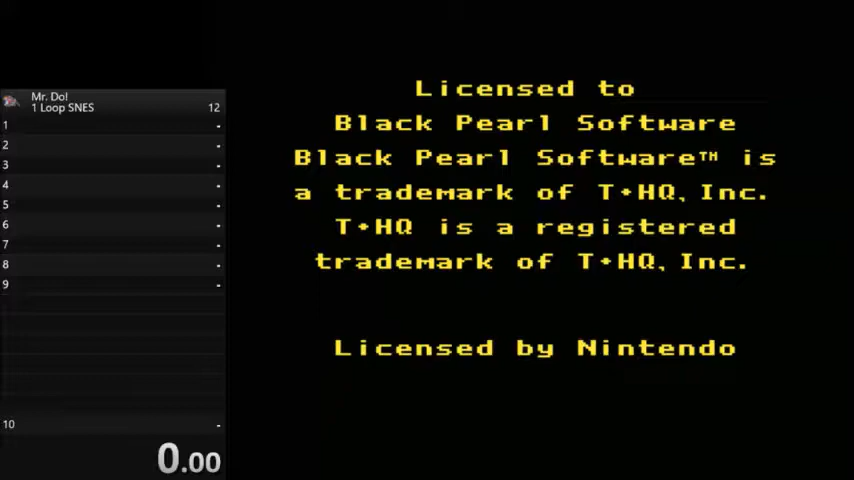 Mr. Do!
1 Loop SNES 12
1 -
2 -
3 -
4 -
5 -
6 -
7 -
8 -
9 -
10 -
0.00
Licensed to
Black Pearl Software
Black Pearl Software™ is
a trademark of T•HQ, Inc.
T•HQ is a registered
trademark of T•HQ, Inc.
Licensed by Nintendo